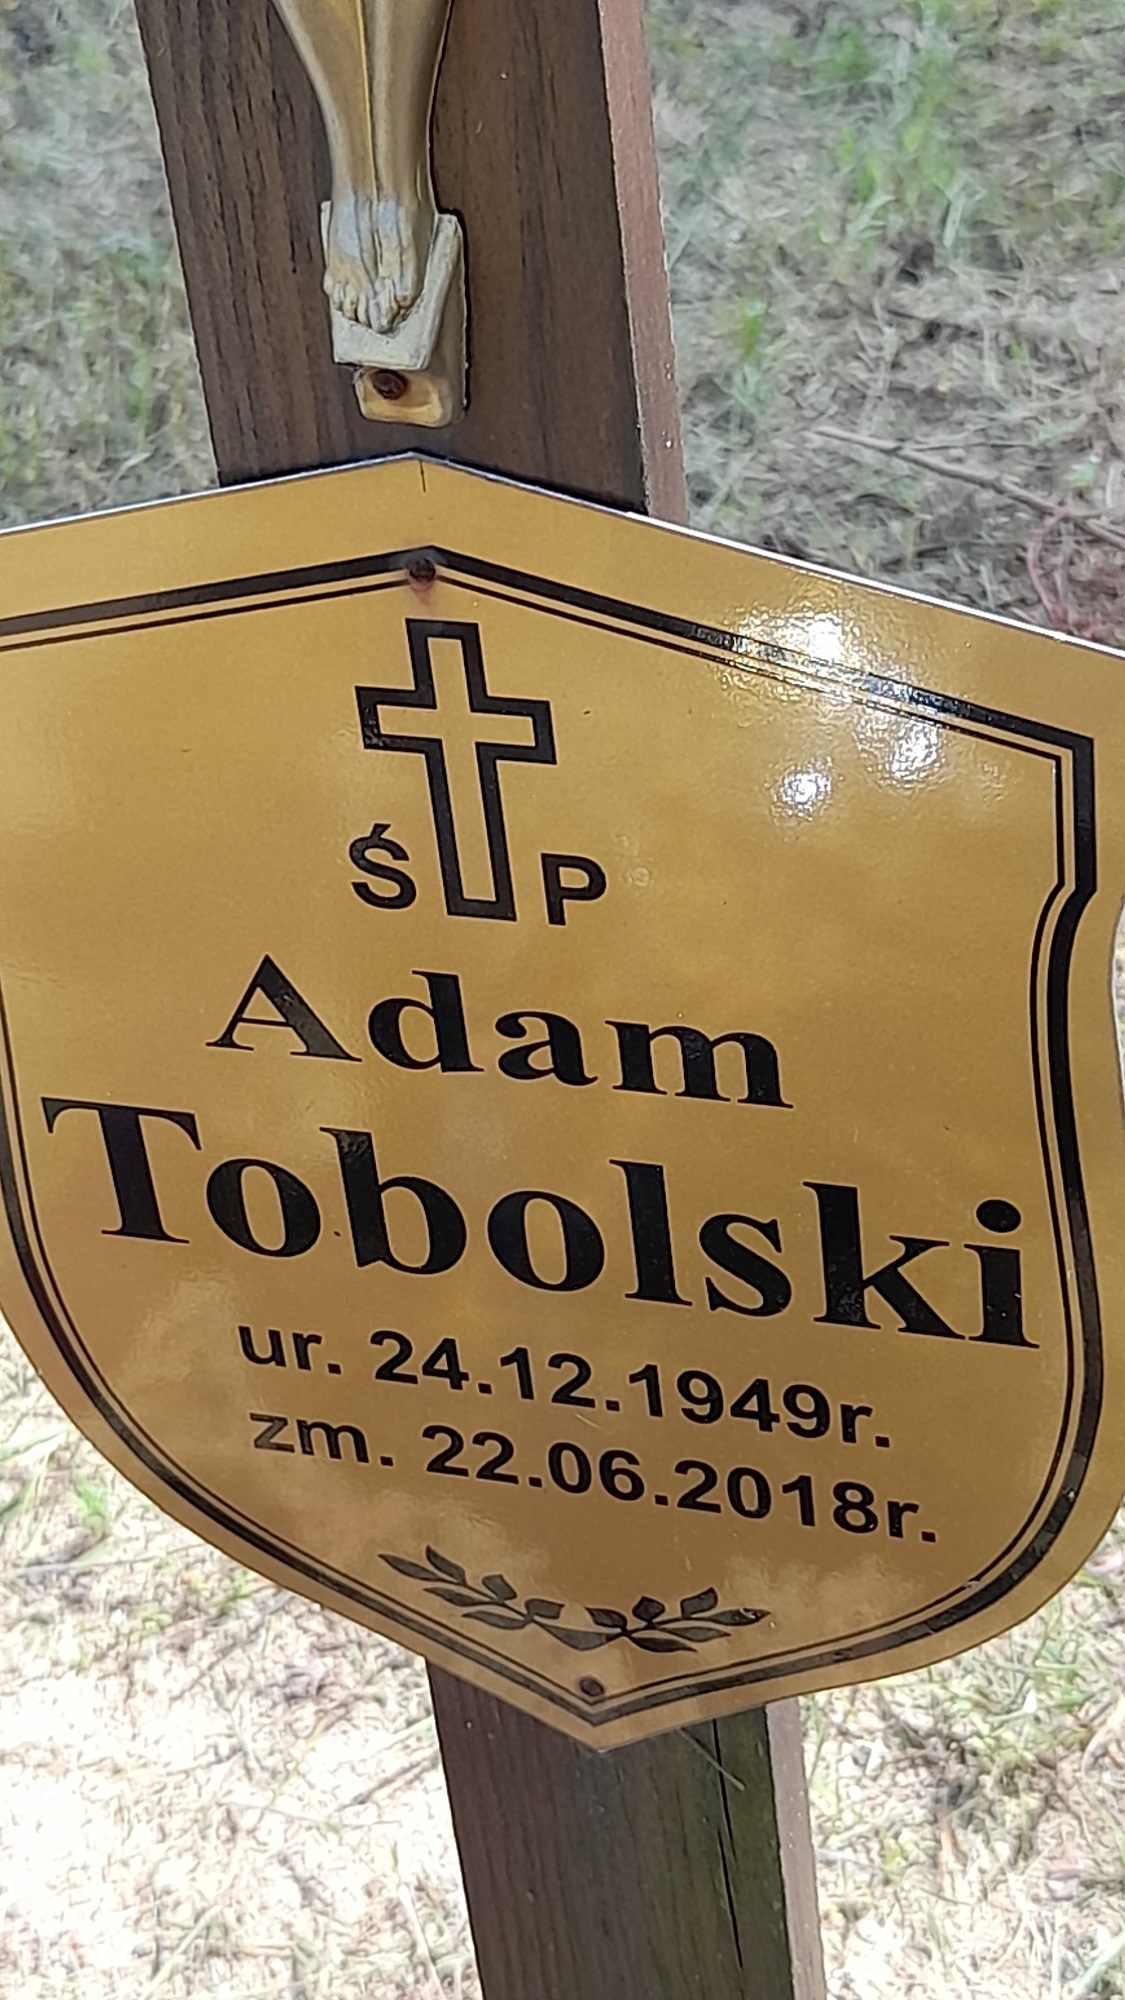 Ś P
Adam
Tobolski
ur. 24.12.1949r.
zm. 22.06.2018r.